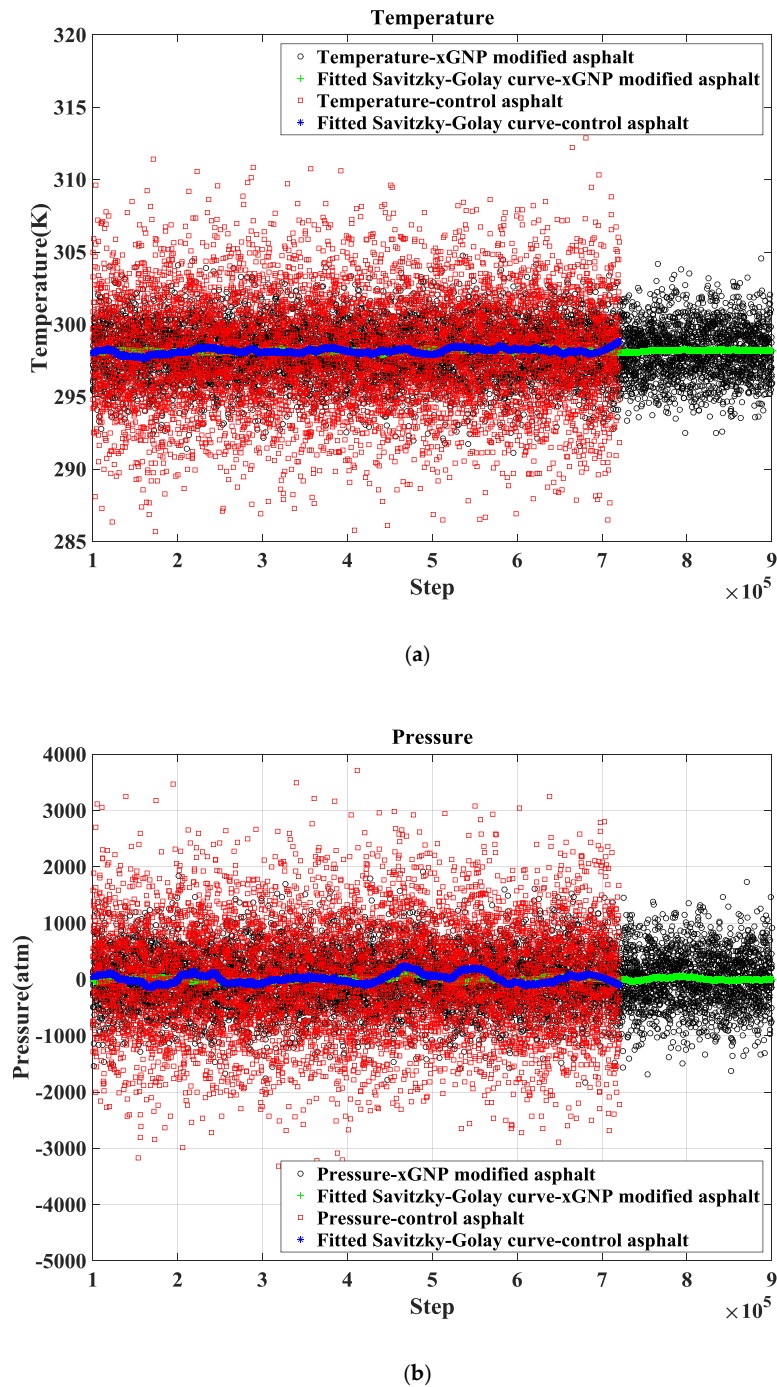 Temperature
320
315
310
305
300
295
290
285
Temperature(K)
Temperature-xGNP modified asphalt
Fitted Savitzky-Golay curve-xGNP modified asphalt
Temperature-control asphalt
Fitted Savitzky-Golay curve-control asphalt
1 2 3 4 5 6 7 8 9
Step
×10^5
(a)
Pressure
4000
3000
2000
1000
0
-1000
-2000
-3000
-4000
-5000
Pressure(atm)
Pressure-xGNP modified asphalt
Fitted Savitzky-Golay curve-xGNP modified asphalt
Pressure-control asphalt
Fitted Savitzky-Golay curve-control asphalt
1 2 3 4 5 6 7 8 9
Step
×10^5
(b)